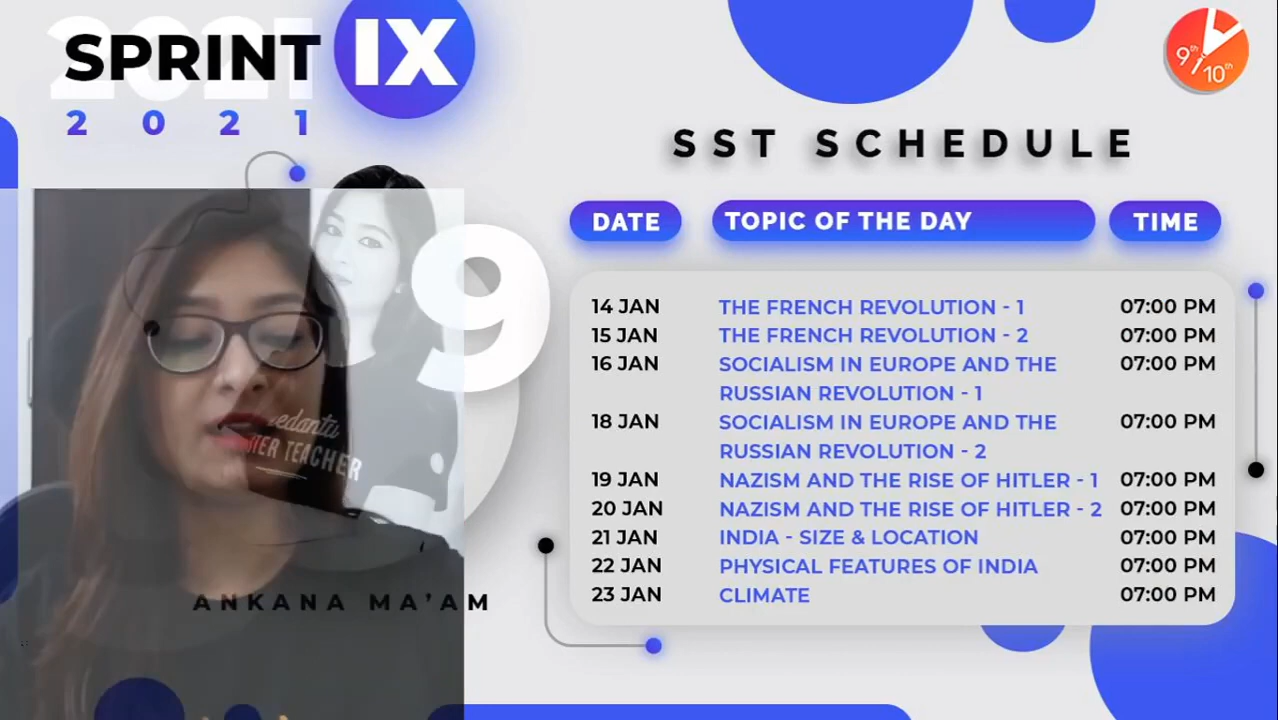 SPRINT IX
2021
2021
9th 10th
SST SCHEDULE
DATE TOPIC OF THE DAY TIME
14 JAN THE FRENCH REVOLUTION - 1 07:00 PM
15 JAN THE FRENCH REVOLUTION - 2 07:00 PM
16 JAN SOCIALISM IN EUROPE AND THE 07:00 PM
RUSSIAN REVOLUTION - 1
18 JAN SOCIALISM IN EUROPE AND THE 07:00 PM
RUSSIAN REVOLUTION - 2
19 JAN NAZISM AND THE RISE OF HITLER - 1 07:00 PM
20 JAN NAZISM AND THE RISE OF HITLER - 2 07:00 PM
21 JAN INDIA - SIZE & LOCATION 07:00 PM
22 JAN PHYSICAL FEATURES OF INDIA 07:00 PM
23 JAN CLIMATE 07:00 PM
9
TEACHER
ANKANA MA'AM